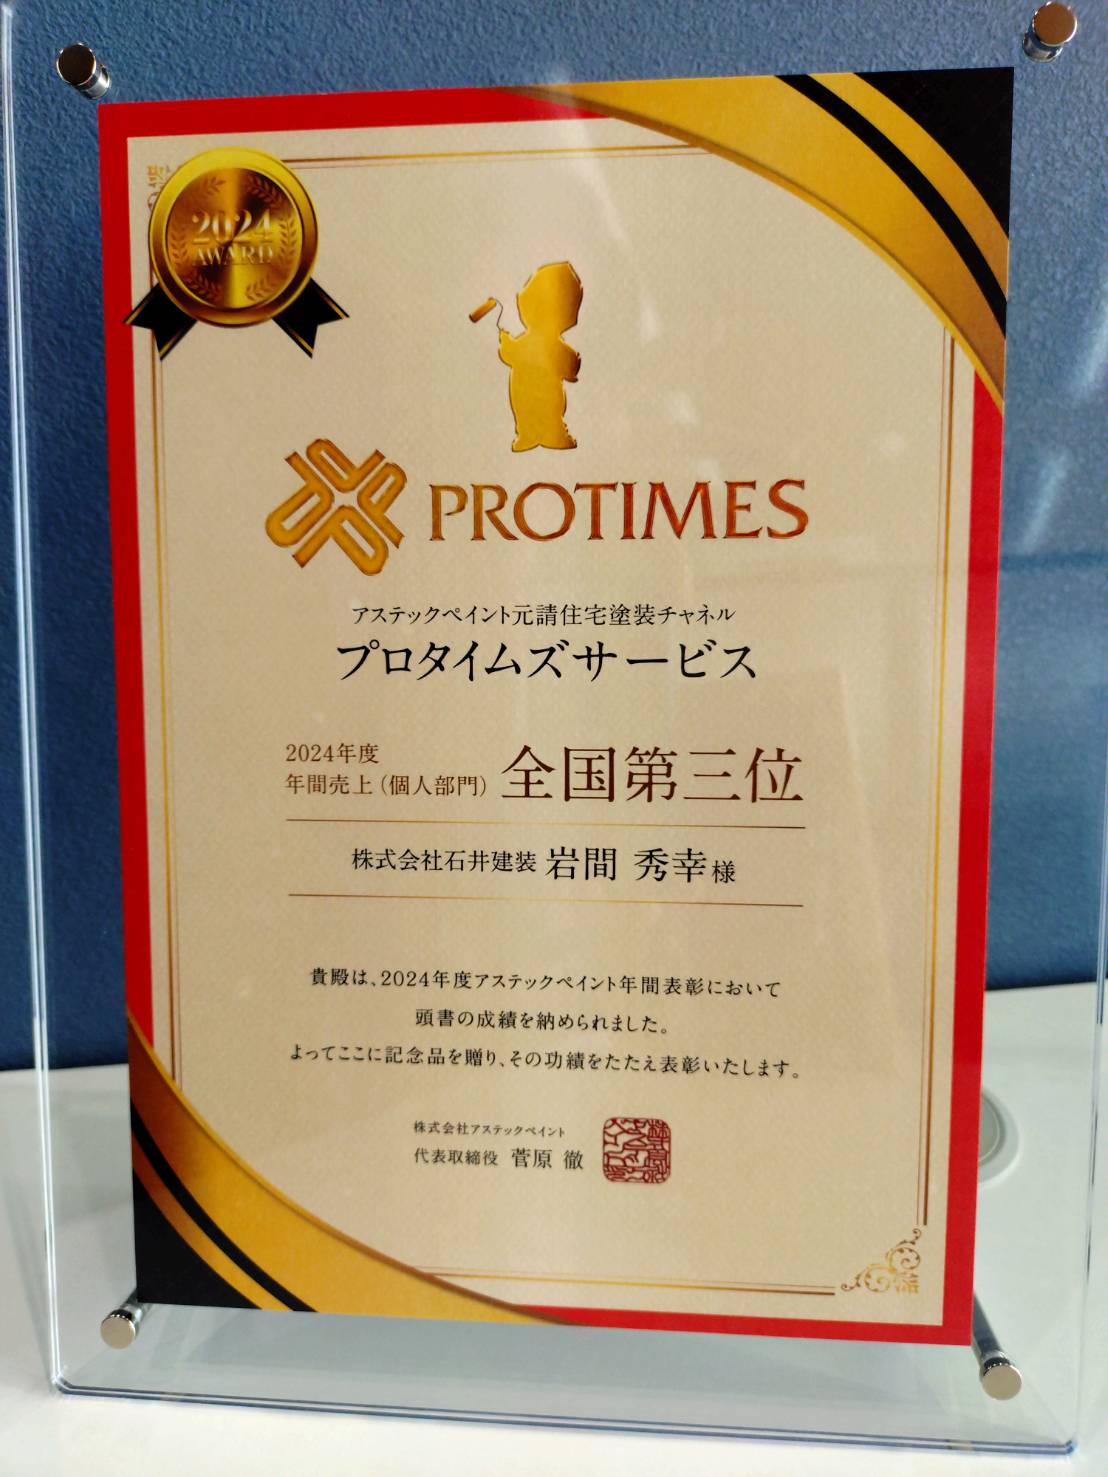 2024
AWARD
PROTIMES
アステックペイント元請住宅塗装チャネル
プロタイムズサービス
2024年度
年間売上(個人部門) 全国第三位
株式会社石井建装 岩間 秀幸様
貴殿は、2024年度アステックペイント年間表彰において
頭書の成績を納められました。
よってここに記念品を贈り、その功績をたたえ表彰いたします。
株式会社アステックペイント
代表取締役 菅原 徹